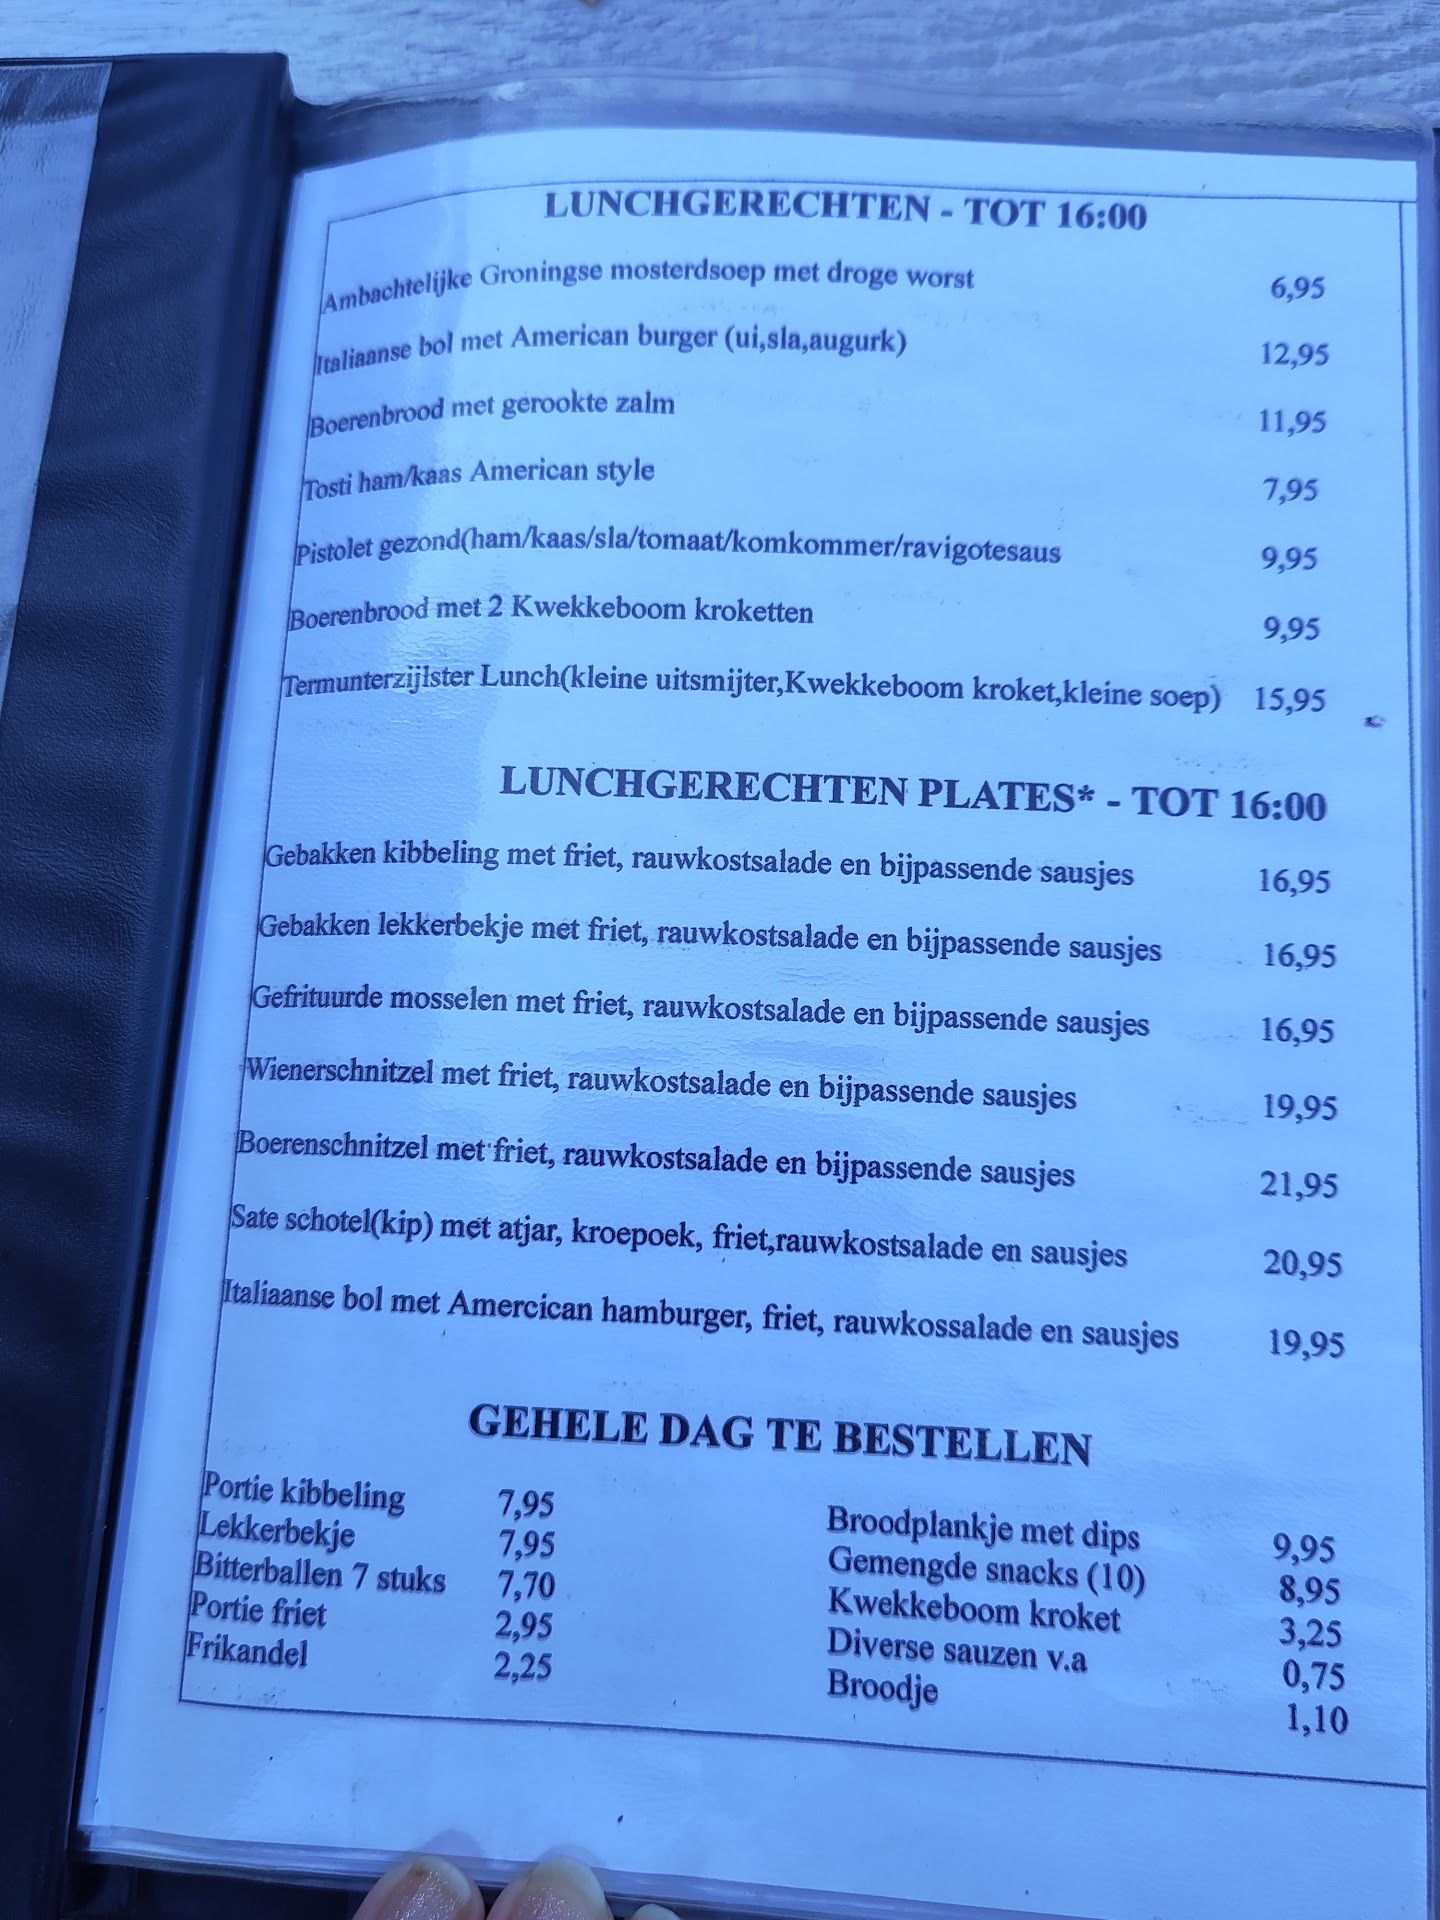 LUNCHGERECHTEN - TOT 16:00
Ambachtelijke Groningse mosterdsoep met droge worst 6,95
Italiaanse bol met American burger (ui,sla,augurk) 12,95
Boerenbrood met gerookte zalm 11,95
Tosti ham/kaas American style 7,95
Pistolet gezond(ham/kaas/sla/tomaat/komkommer/ravigotesaus 9,95
Boerenbrood met 2 Kwekkeboom kroketten 9,95
Termunterzijlster Lunch(kleine uitsmijter,Kwekkeboom kroket,kleine soep) 15,95
LUNCHGERECHTEN PLATES* - TOT 16:00
Gebakken kibbeling met friet, rauwkostsalade en bijpassende sausjes 16,95
Gebakken lekkerbekje met friet, rauwkostsalade en bijpassende sausjes 16,95
Gefrituurde mosselen met friet, rauwkostsalade en bijpassende sausjes 16,95
Wienerschnitzel met friet, rauwkostsalade en bijpassende sausjes 19,95
Boerenschnitzel met friet, rauwkostsalade en bijpassende sausjes 21,95
Sate schotel(kip) met atjar, kroepoek, friet,rauwkostsalade en sausjes 20,95
Italiaanse bol met Amercican hamburger, friet, rauwkossalade en sausjes 19,95
GEHELE DAG TE BESTELLEN
Portie kibbeling 7,95
Lekkerbekje 7,95
Bitterballen 7 stuks 7,70
Portie friet 2,95
Frikandel 2,25
Broodplankje met dips 9,95
Gemengde snacks (10) 8,95
Kwekkeboom kroket 3,25
Diverse sauzen v.a 0,75
Broodje 1,10